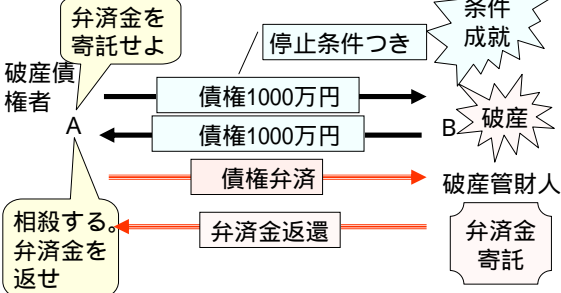 弁済金を
寄託せよ
条件
成就
停止条件つき
破産債
権者
債権1000万円
A
債権1000万円
B
破産
債権弁済
破産管財人
相殺する。
弁済金を
返せ
弁済金返還
弁済金
寄託